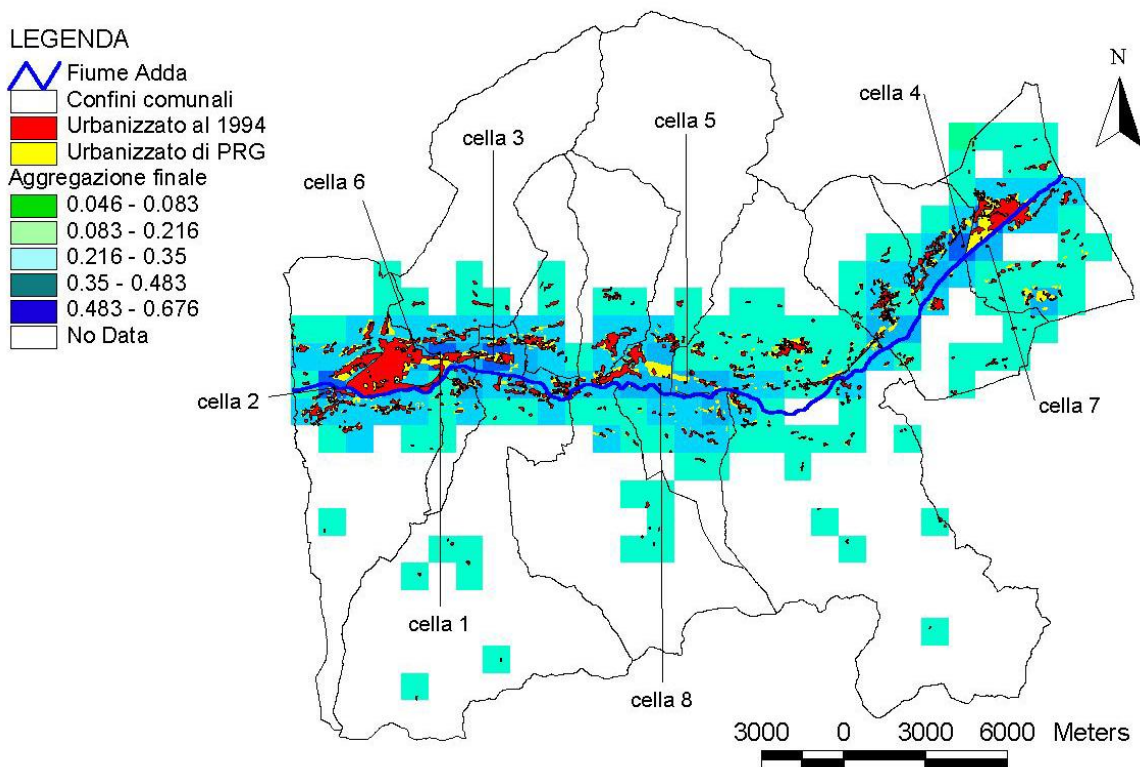 LEGENDA
Fiume Adda
Confini comunali
Urbanizzato al 1994
Urbanizzato di PRG
Aggregazione finale
0.046 - 0.083
0.083 - 0.216
0.216 - 0.35
0.35 - 0.483
0.483 - 0.676
No Data
N
cella 4
cella 3
cella 5
cella 6
cella 2
cella 7
cella 1
cella 8
3000 0 3000 6000 Meters